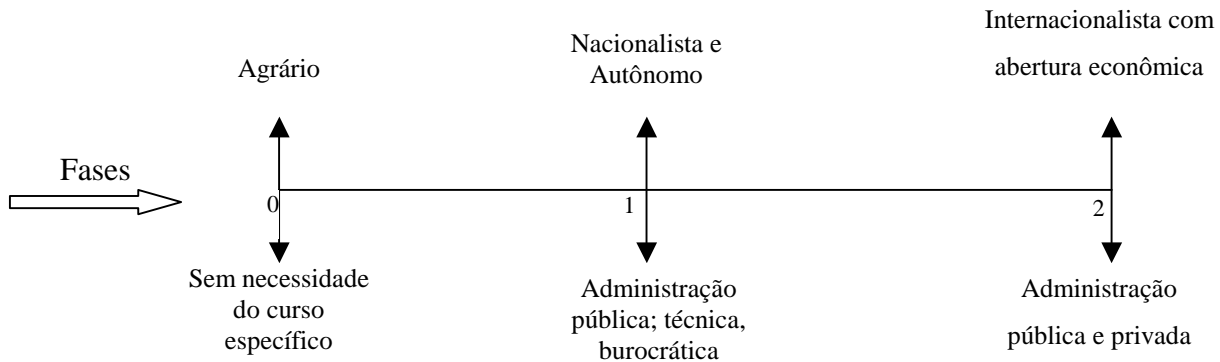 Internacionalista com
abertura econômica
Nacionalista e
Autônomo
Agrário
Fases
0
1
2
Sem necessidade
do curso
específico
Administração
pública; técnica,
burocrática
Administração
pública e privada